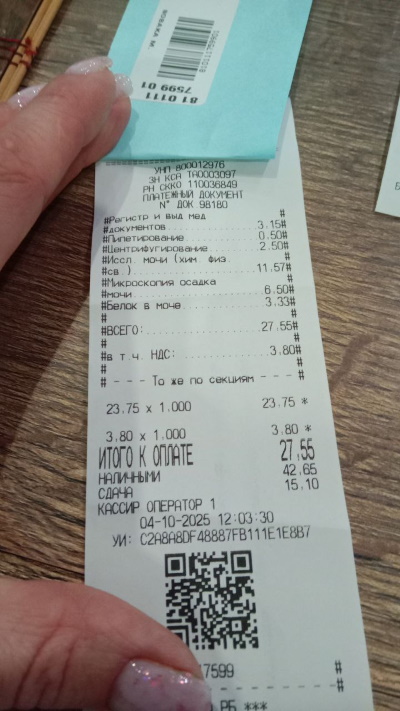 81 0111
7599 01
УНП 800012976
ЗН КСА ТА0003097
РН СККО 110036849
ПЛАТЕЖНЫЙ ДОКУМЕНТ
N° ДОК 98180
#Регистр и выд мед #
#документов 3.15#
#Пипетирование 0.50#
#Центрифугирование 2.50#
#Иссл. мочи (хим. физ #
#св.) 11.57#
#Микроскопия осадка #
#мочи 6.50#
#Белок в моче 3.33#
# #
#ВСЕГО: 27.55#
# #
#в т.ч. НДС: 3.80#
# #
# - - - То же по секциям - - - #
23.75 x 1.000 23.75 *
3.80 x 1.000 3.80 *
ИТОГО К ОПЛАТЕ 27,55
НАЛИЧНЫМИ 42.65
СДАЧА 15.10
КАССИР ОПЕРАТОР 1
04-10-2025 12:03:30
УИ: C2A8A8DF48887FB111E1E8B7
7599 #
#
РБ ***